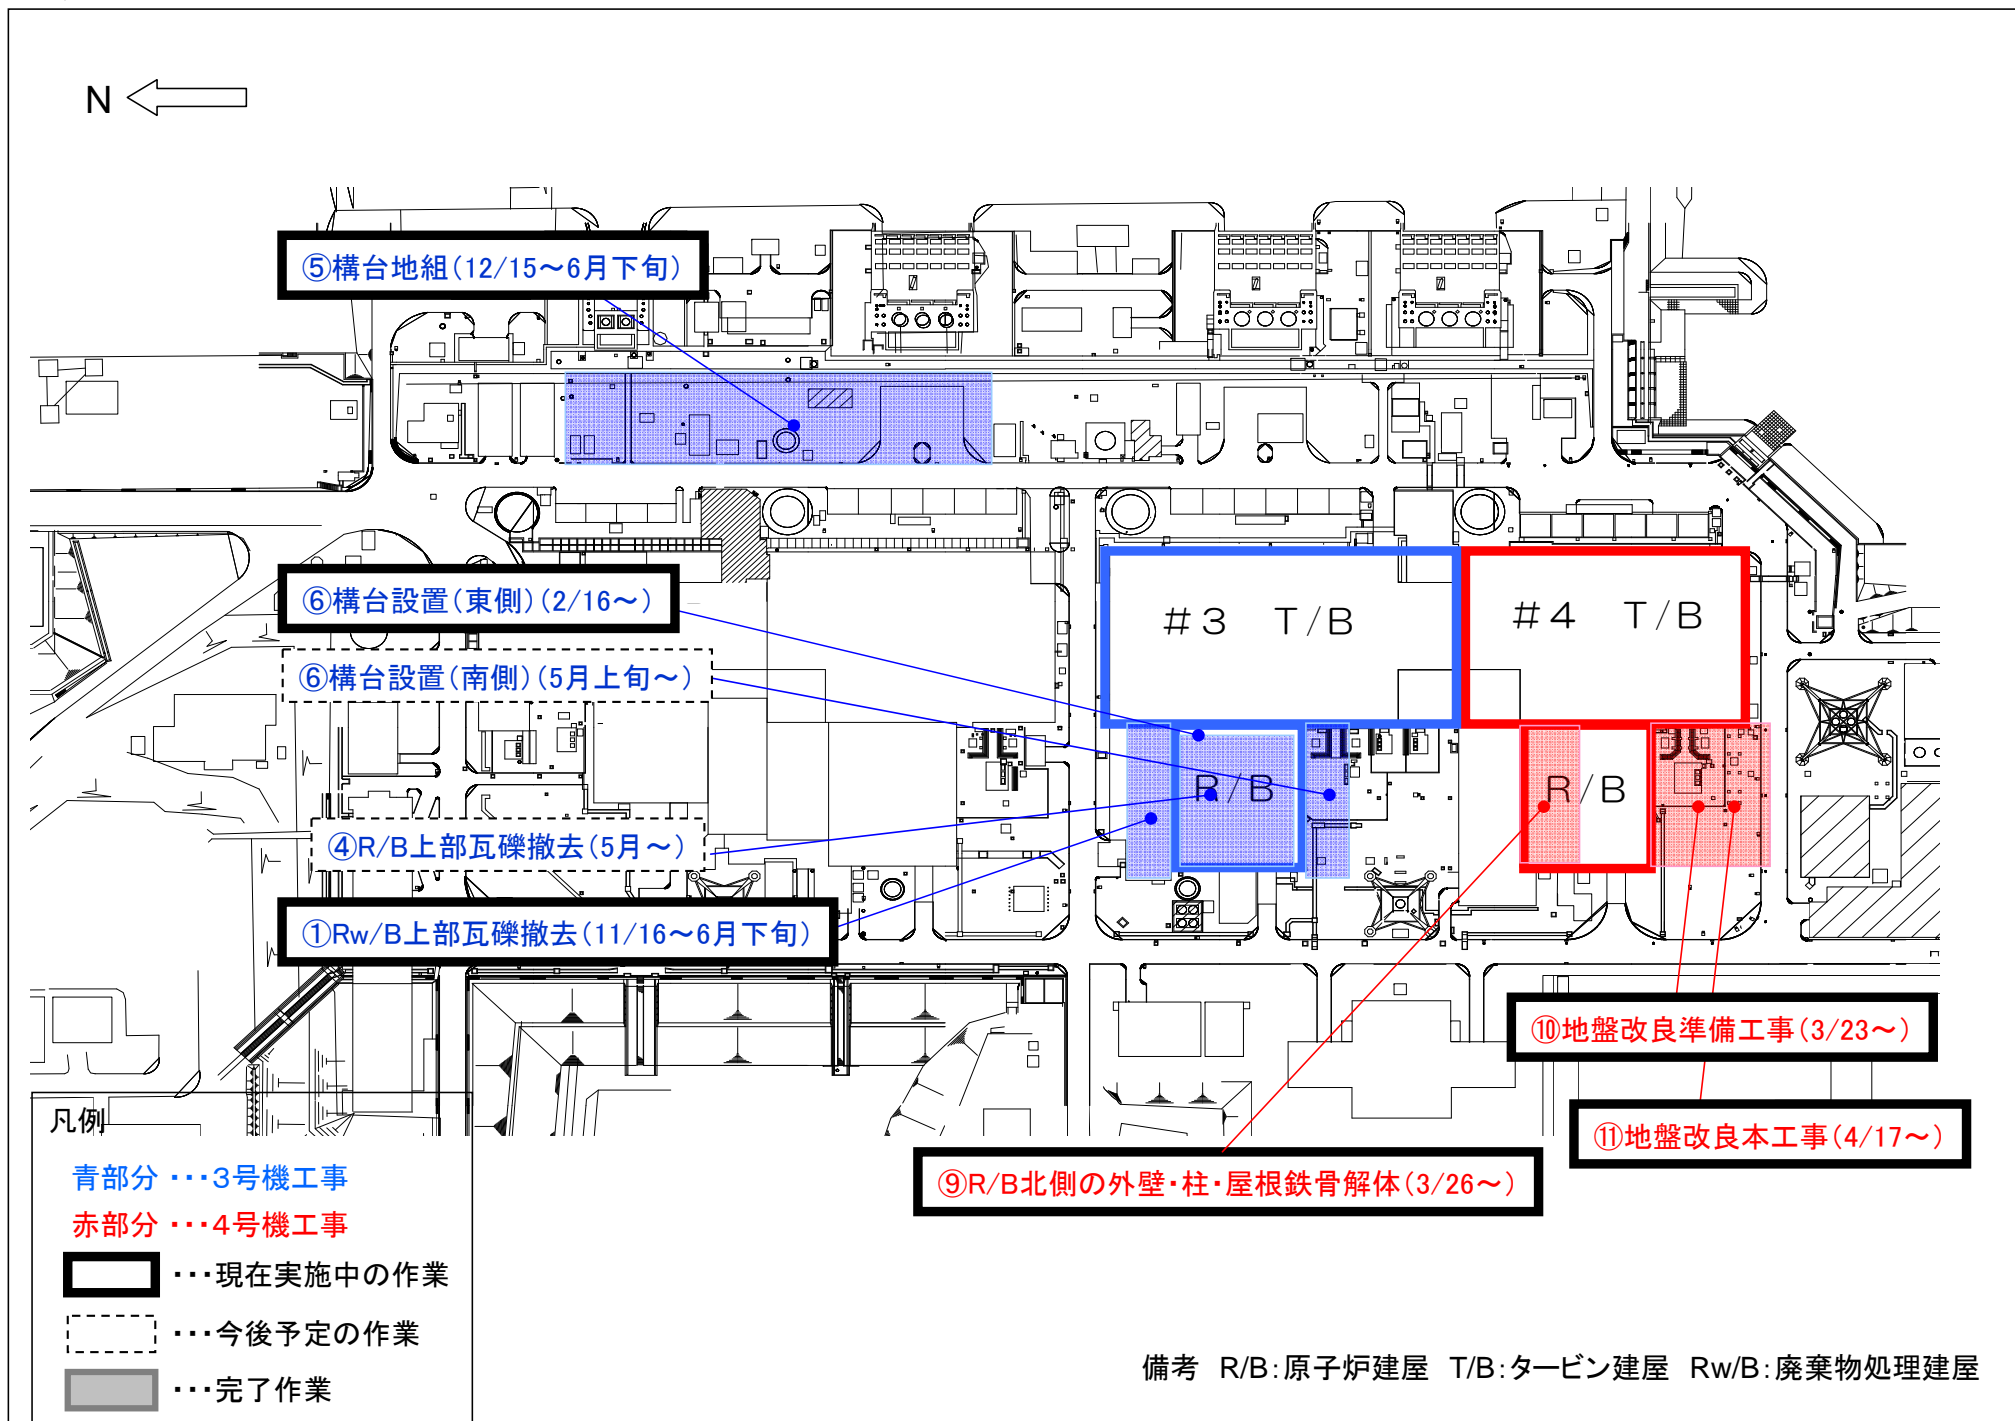 N
⑤構台地組(12/15～6月下旬)
⑥構台設置(東側)(2/16～)
#3 T/B
#4 T/B
⑥構台設置(南側)(5月上旬～)
R/B
R/B
④R/B上部瓦礫撤去(5月～)
①Rw/B上部瓦礫撤去(11/16～6月下旬)
⑩地盤改良準備工事(3/23～)
⑪地盤改良本工事(4/17～)
⑨R/B北側の外壁・柱・屋根鉄骨解体(3/26～)
凡例
青部分 ・・・3号機工事
赤部分 ・・・4号機工事
・・・現在実施中の作業
・・・今後予定の作業
・・・完了作業
備考 R/B:原子炉建屋 T/B:タービン建屋 Rw/B:廃棄物処理建屋